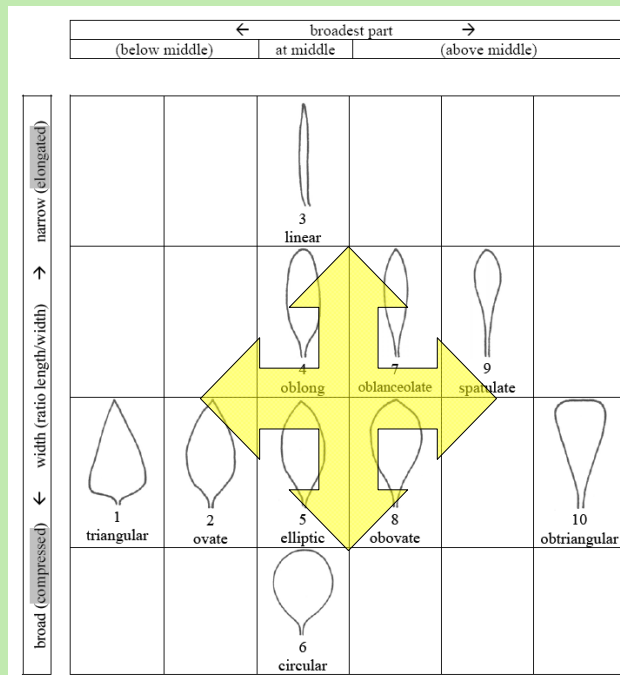 ← broadest part →
(below middle) at middle (above middle)
broad (compressed) ← width (ratio length/width) → narrow (elongated)
3
linear
4 7 9
oblong oblanceolate spatulate
1 2 5 8 10
triangular ovate elliptic obovate obtriangular
6
circular